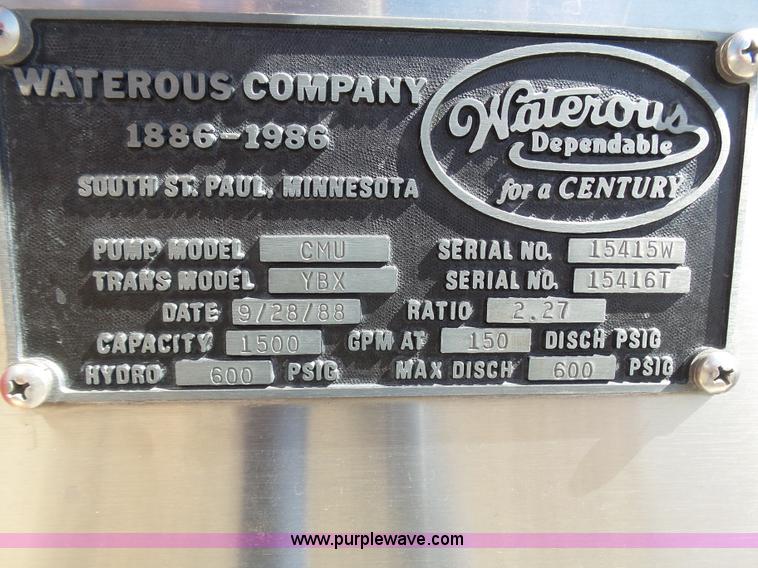 WATEROUS COMPANY
1886-1986
SOUTH ST. PAUL, MINNESOTA
Waterous
Dependable
for a CENTURY
PUMP MODEL CMU SERIAL NO. 15415W
TRANS MODEL YBX SERIAL NO. 15416T
DATE 9/28/88 RATIO 2.27
CAPACITY 1500 GPM AT 150 DISCH PSIG
HYDRO 600 PSIG MAX DISCH 600 PSIG
www.purplewave.com